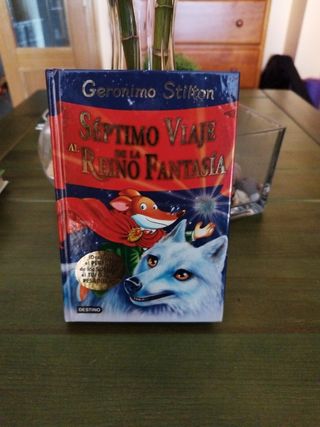 Geronimo Stilton
SÉPTIMO VIAJE
AL REINO DE LA FANTASÍA
DESTINO